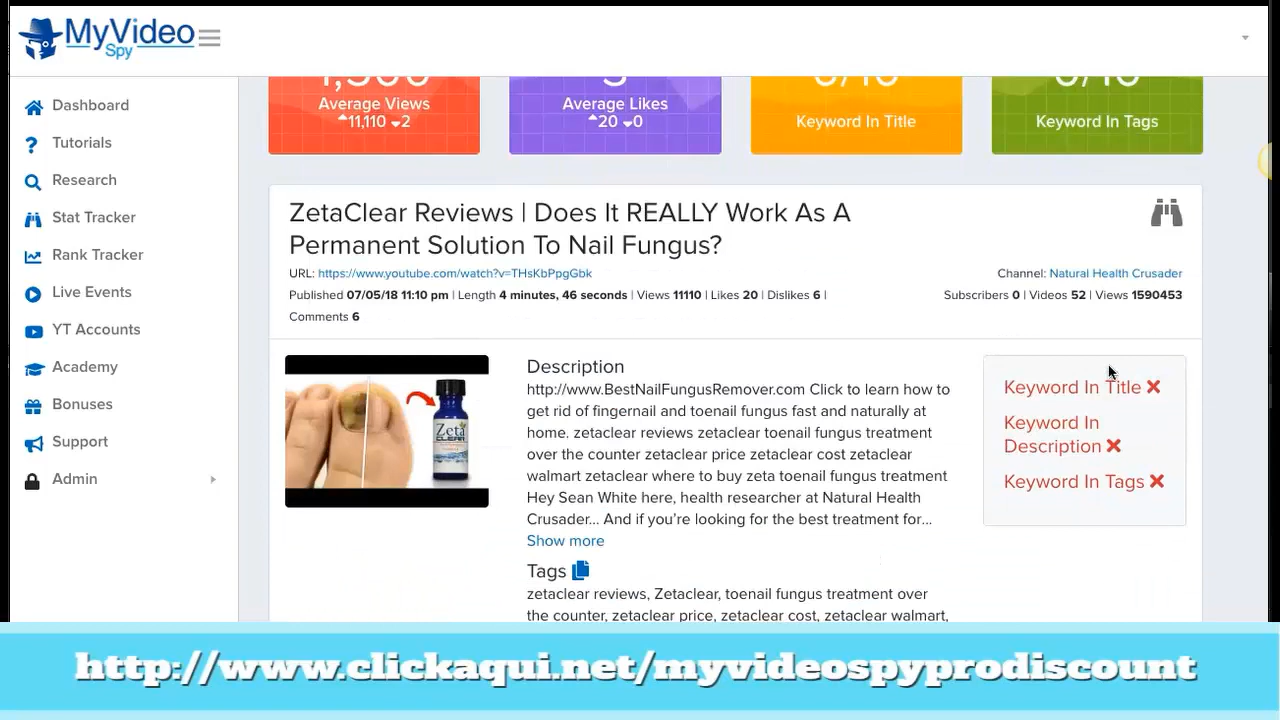 MyVideo
Spy
Dashboard
Tutorials
Research
Stat Tracker
Rank Tracker
Live Events
YT Accounts
Academy
Bonuses
Support
Admin
Average Views
11,110 2
Average Likes
20 0
Keyword In Title
Keyword In Tags
ZetaClear Reviews | Does It REALLY Work As A
Permanent Solution To Nail Fungus?
URL: https://www.youtube.com/watch?v=THsKbPpgGbk
Channel: Natural Health Crusader
Published 07/05/18 11:10 pm | Length 4 minutes, 46 seconds | Views 11110 | Likes 20 | Dislikes 6 |
Comments 6
Subscribers 0 | Videos 52 | Views 1590453
Zeta
CLEAR
Description
http://www.BestNailFungusRemover.com Click to learn how to
get rid of fingernail and toenail fungus fast and naturally at
home. zetaclear reviews zetaclear toenail fungus treatment
over the counter zetaclear price zetaclear cost zetaclear
walmart zetaclear where to buy zeta toenail fungus treatment
Hey Sean White here, health researcher at Natural Health
Crusader... And if you're looking for the best treatment for...
Show more
Tags
zetaclear reviews, Zetaclear, toenail fungus treatment over
the counter, zetaclear price, zetaclear cost, zetaclear walmart,
Keyword In Title
Keyword In
Description
Keyword In Tags
http://www.clickaqui.net/myvideospyprodiscount